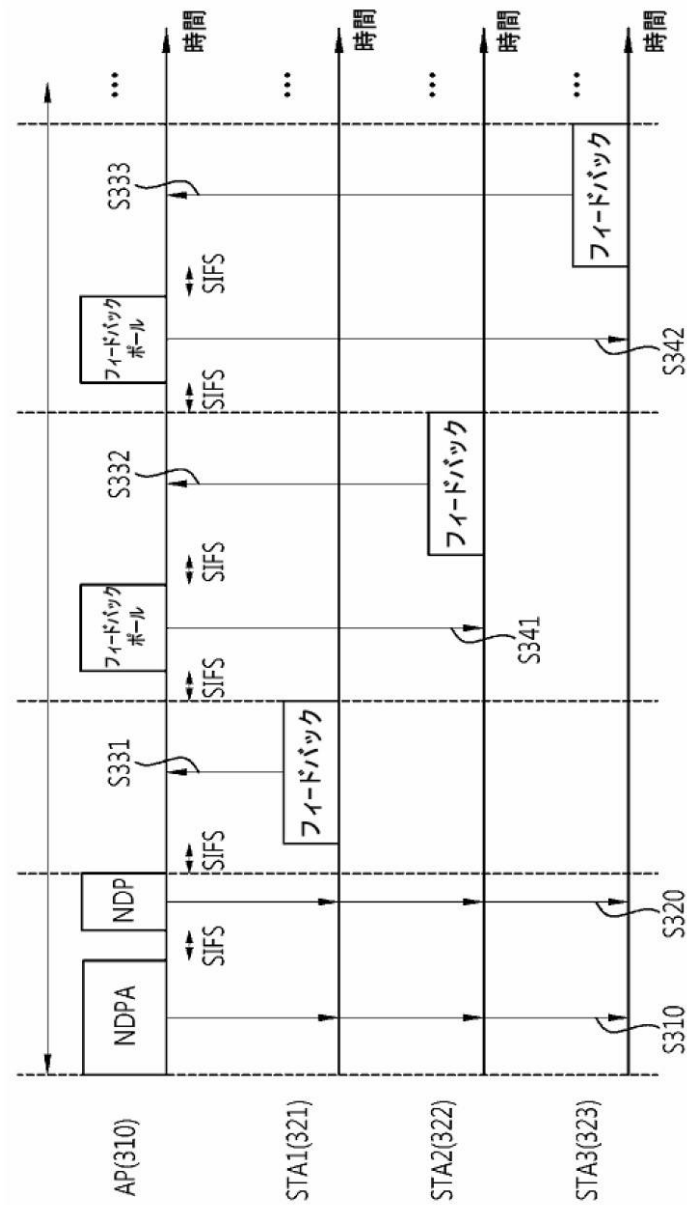 AP(310)
NDPA
NDP
フィードバック
ポール
フィードバック
ポール
S331
S332
S333
...
時間
SIFS
SIFS
SIFS
SIFS
SIFS
SIFS
STA1(321)
フィードバック
...
時間
STA2(322)
フィードバック
...
時間
S341
STA3(323)
フィードバック
...
時間
S310
S320
S342